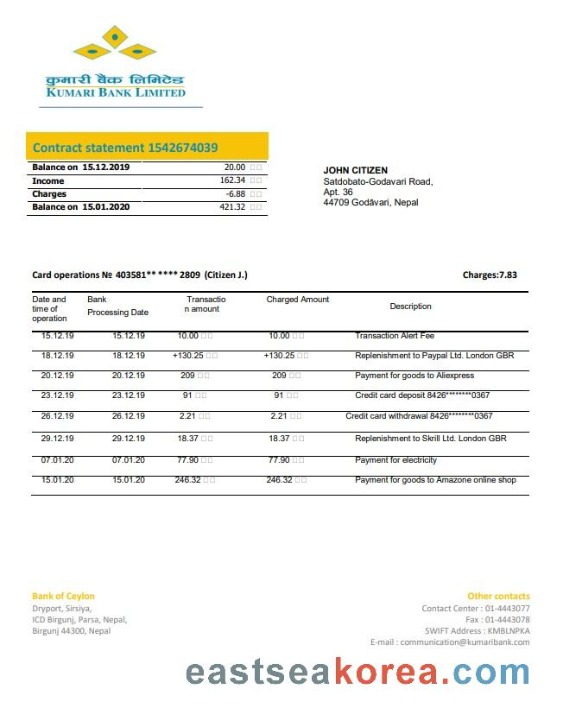 कुमारी बैंक लिमिटेड
KUMARI BANK LIMITED
Contract statement 1542674039
Balance on 15.12.2019 20.00 □□
Income 162.34 □□
Charges -6.88 □□
Balance on 15.01.2020 421.32 □□
JOHN CITIZEN
Satdobato-Godavari Road,
Apt. 36
44709 Godāvari, Nepal
Card operations № 403581** **** 2809 (Citizen J.) Charges:7.83
Date and time of operation Bank Processing Date Transactio n amount Charged Amount Description
15.12.19 15.12.19 10.00 □□ 10.00 □□ Transaction Alert Fee
18.12.19 18.12.19 +130.25 □□ +130.25 □□ Replenishment to Paypal Ltd. London GBR
20.12.19 20.12.19 209 □□ 209 □□ Payment for goods to Aliexpress
23.12.19 23.12.19 91 □□ 91 □□ Credit card deposit 8426********0367
26.12.19 26.12.19 2.21 □□ 2.21 □□ Credit card withdrawal 8426********0367
29.12.19 29.12.19 18.37 □□ 18.37 □□ Replenishment to Skrill Ltd. London GBR
07.01.20 07.01.20 77.90 □□ 77.90 □□ Payment for electricity
15.01.20 15.01.20 246.32 □□ 246.32 □□ Payment for goods to Amazone online shop
Bank of Ceylon
Dryport, Sirsiya,
ICD Birgunj, Parsa, Nepal,
Birgunj 44300, Nepal
Other contacts
Contact Center : 01-4443077
Fax : 01-4443078
SWIFT Address : KMBLNPKA
E-mail : communication@kumaribank.com
eastseakorea.com